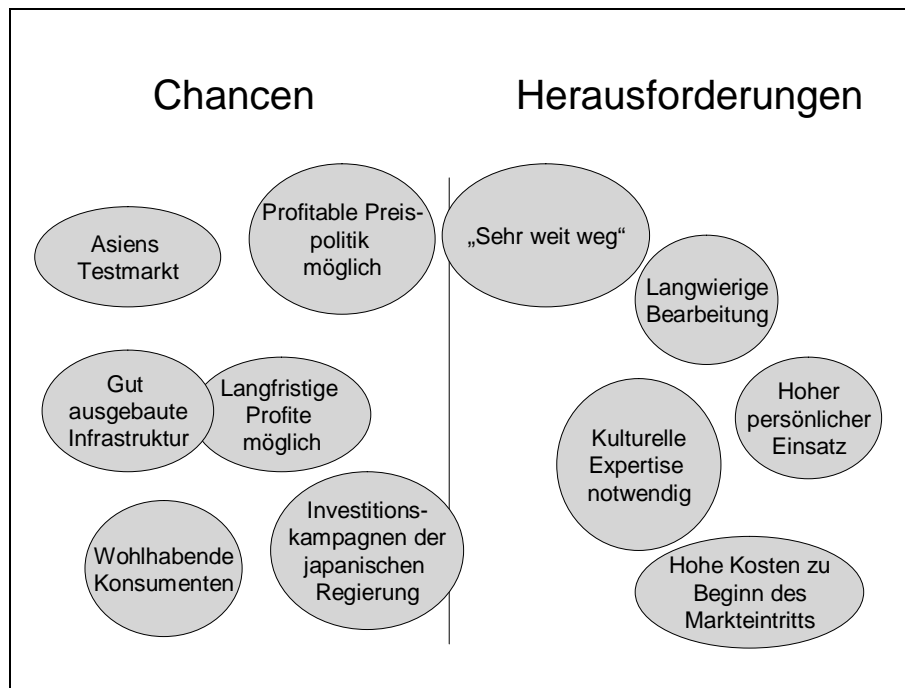 Chancen
Herausforderungen
Asiens
Testmarkt
Profitable Preis-
politik
möglich
„Sehr weit weg“
Langwierige
Bearbeitung
Gut
ausgebaute
Infrastruktur
Langfristige
Profite
möglich
Kulturelle
Expertise
notwendig
Hoher
persönlicher
Einsatz
Wohlhabende
Konsumenten
Investitions-
kampagnen der
japanischen
Regierung
Hohe Kosten zu
Beginn des
Markteintritts